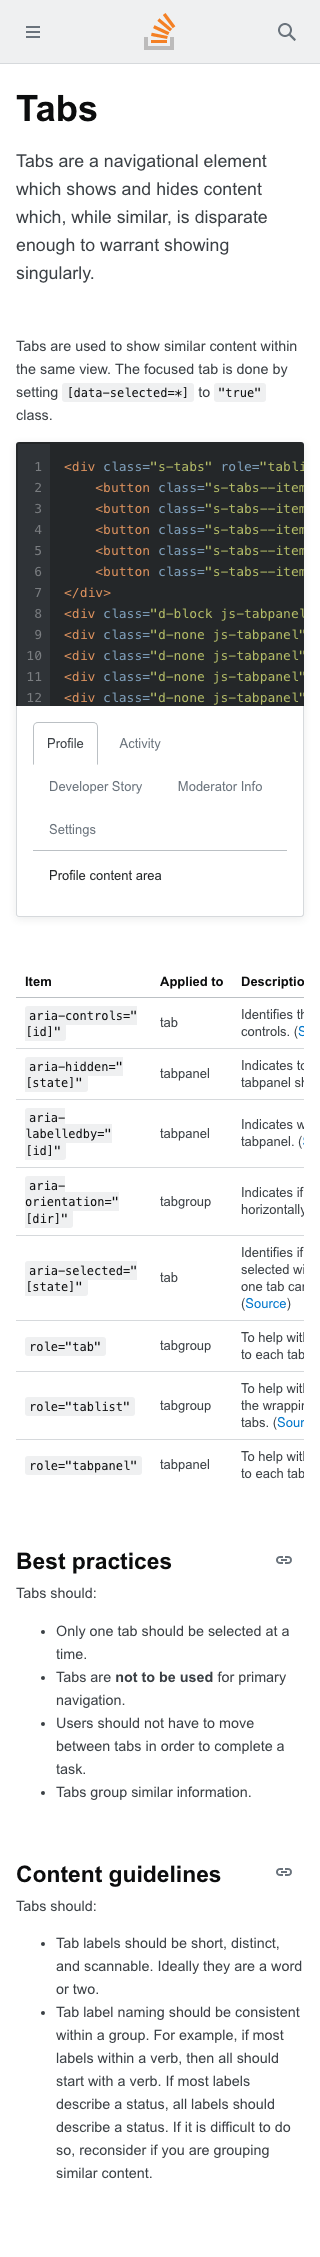 Tabs
Tabs are a navigational element
which shows and hides content
which, while similar, is disparate
enough to warrant showing
singularly.
Tabs are used to show similar content within
the same view. The focused tab is done by
setting [data-selected=*] to "true"
class.
1 <div class="s-tabs" role="tabli
2 <button class="s-tabs--item
3 <button class="s-tabs--item
4 <button class="s-tabs--item
5 <button class="s-tabs--item
6 <button class="s-tabs--item
7 </div>
8 <div class="d-block js-tabpanel
9 <div class="d-none js-tabpanel"
10 <div class="d-none js-tabpanel"
11 <div class="d-none js-tabpanel"
12 <div class="d-none js-tabpanel"
Profile Activity
Developer Story Moderator Info
Settings
Profile content area
Item Applied to Descriptio
aria-controls="
[id]"
tab
Identifies th
controls. (S
aria-hidden="
[state]"
tabpanel
Indicates to
tabpanel sh
aria-
labelledby="
[id]"
tabpanel
Indicates w
tabpanel. (
aria-
orientation="
[dir]"
tabgroup
Indicates if
horizontally
aria-selected="
[state]"
tab
Identifies if
selected wi
one tab can
(Source)
role="tab"
tabgroup
To help with
to each tab
role="tablist"
tabgroup
To help with
the wrappin
tabs. (Sour
role="tabpanel"
tabpanel
To help with
to each tab
Best practices
Tabs should:
• Only one tab should be selected at a
time.
• Tabs are not to be used for primary
navigation.
• Users should not have to move
between tabs in order to complete a
task.
• Tabs group similar information.
Content guidelines
Tabs should:
• Tab labels should be short, distinct,
and scannable. Ideally they are a word
or two.
• Tab label naming should be consistent
within a group. For example, if most
labels within a verb, then all should
start with a verb. If most labels
describe a status, all labels should
describe a status. If it is difficult to do
so, reconsider if you are grouping
similar content.